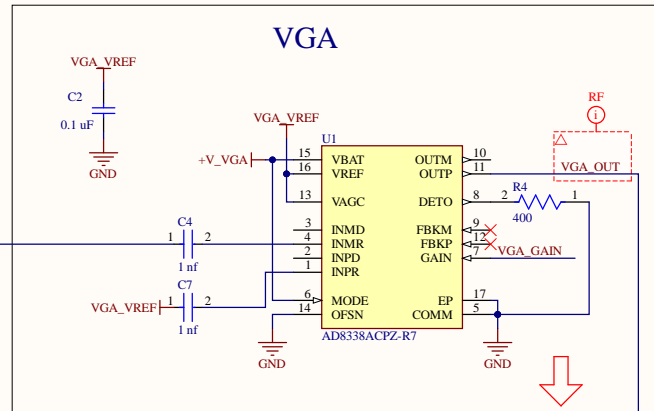 VGA
VGA_VREF
C2
0.1 uF
GND
VGA_VREF
RF
i
U1
+V_VGA
15 VBAT OUTM 10
16 VREF OUTP 11
VGA_OUT
13 VAGC DETO 8
2 R4 1
400
3 INMD FBKM 9
4 INMR FBKP 12
2 INPD GAIN 7
VGA_GAIN
1 INPR
C4
1 2
1 nf
C7
VGA_VREF 1 2
1 nf
6 MODE EP 17
14 OFSN COMM 5
AD8338ACPZ-R7
GND
GND